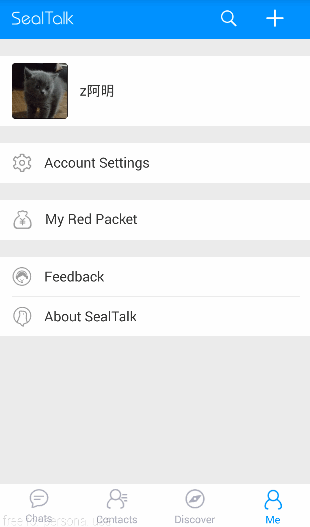 SealTalk
z阿明
Account Settings
My Red Packet
Feedback
About SealTalk
Chats
Contacts
Discover
Me